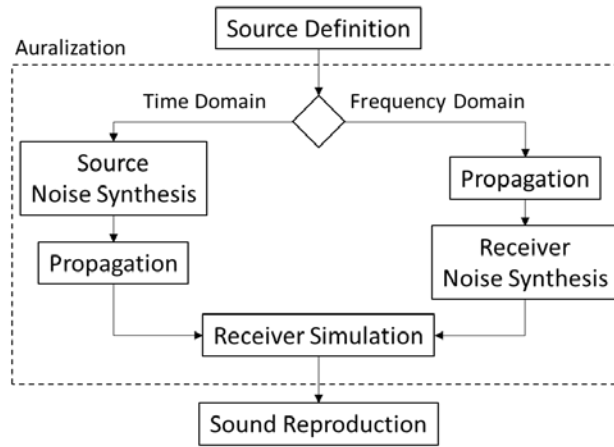 Source Definition
Auralization
Time Domain
Frequency Domain
Source
Noise Synthesis
Propagation
Propagation
Receiver
Noise Synthesis
Receiver Simulation
Sound Reproduction